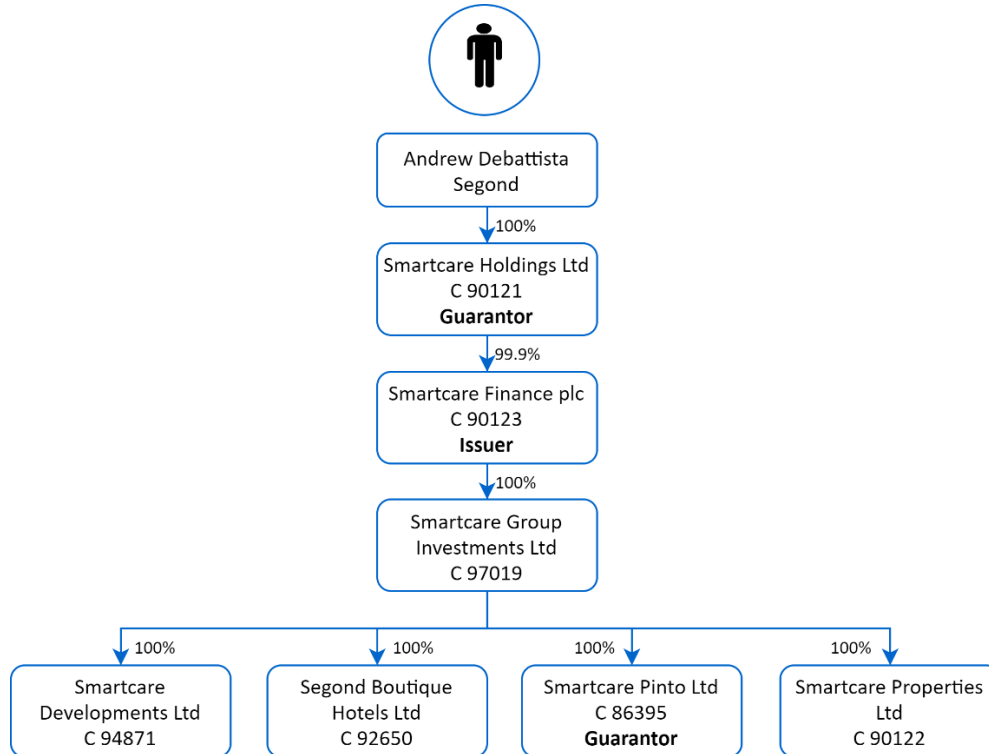 Andrew Debattista
Segond
100%
Smartcare Holdings Ltd
C 90121
Guarantor
99.9%
Smartcare Finance plc
C 90123
Issuer
100%
Smartcare Group
Investments Ltd
C 97019
100%
100%
100%
100%
Smartcare
Developments Ltd
C 94871
Segond Boutique
Hotels Ltd
C 92650
Smartcare Pinto Ltd
C 86395
Guarantor
Smartcare Properties
Ltd
C 90122